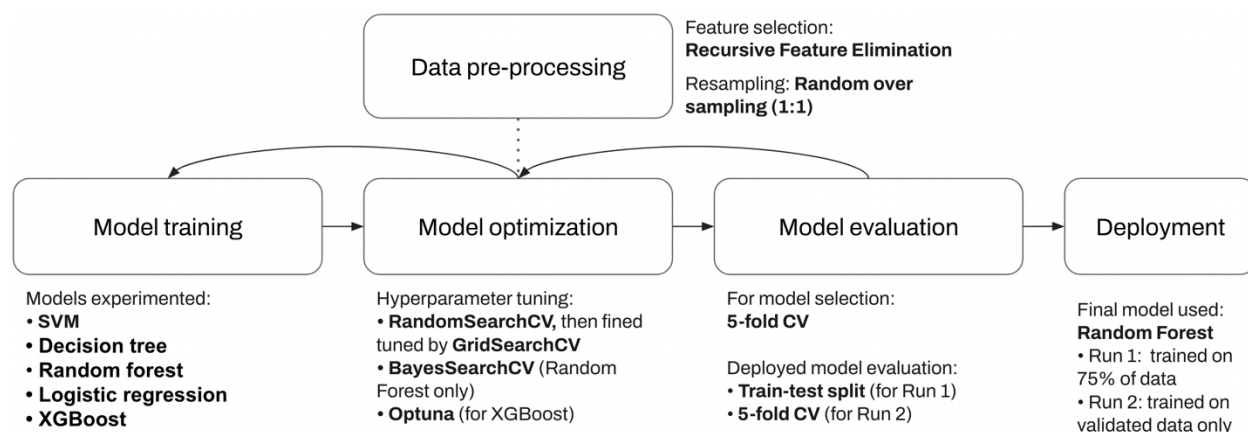 Data pre-processing
Feature selection:
Recursive Feature Elimination
Resampling: Random over
sampling (1:1)
Model training
Model optimization
Model evaluation
Deployment
Models experimented:
• SVM
• Decision tree
• Random forest
• Logistic regression
• XGBoost
Hyperparameter tuning:
• RandomSearchCV, then fined
tuned by GridSearchCV
• BayesSearchCV (Random
Forest only)
• Optuna (for XGBoost)
For model selection:
5-fold CV
Deployed model evaluation:
• Train-test split (for Run 1)
• 5-fold CV (for Run 2)
Final model used:
Random Forest
• Run 1: trained on
75% of data
• Run 2: trained on
validated data only